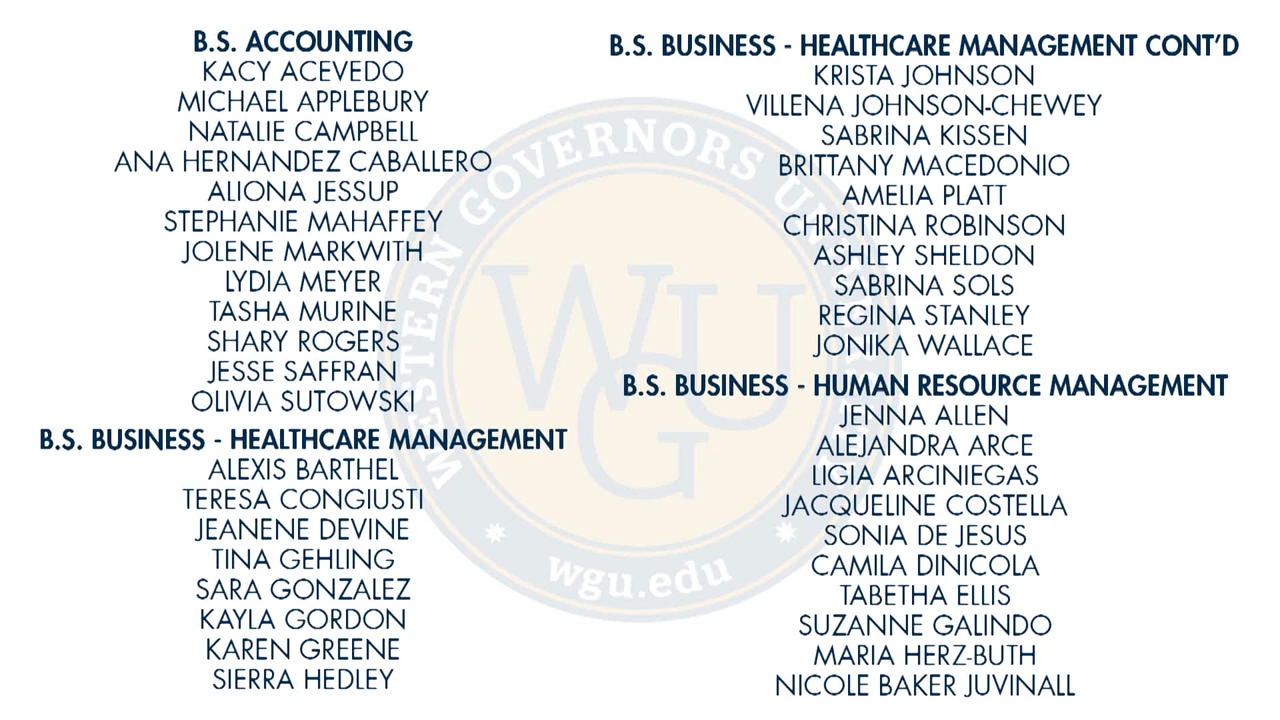 B.S. ACCOUNTING
KACY ACEVEDO
MICHAEL APPLEBURY
NATALIE CAMPBELL
ANA HERNANDEZ CABALLERO
ALIONA JESSUP
STEPHANIE MAHAFFEY
JOLENE MARKWITH
LYDIA MEYER
TASHA MURINE
SHARY ROGERS
JESSE SAFFRAN
OLIVIA SUTOWSKI
B.S. BUSINESS - HEALTHCARE MANAGEMENT
ALEXIS BARTHEL
TERESA CONGIUSTI
JEANENE DEVINE
TINA GEHLING
SARA GONZALEZ
KAYLA GORDON
KAREN GREENE
SIERRA HEDLEY
B.S. BUSINESS - HEALTHCARE MANAGEMENT CONT'D
KRISTA JOHNSON
VILLENA JOHNSON-CHEWEY
SABRINA KISSEN
BRITTANY MACEDONIO
AMELIA PLATT
CHRISTINA ROBINSON
ASHLEY SHELDON
SABRINA SOLS
REGINA STANLEY
JONIKA WALLACE
B.S. BUSINESS - HUMAN RESOURCE MANAGEMENT
JENNA ALLEN
ALEJANDRA ARCE
LIGIA ARCINIEGAS
JACQUELINE COSTELLA
SONIA DE JESUS
CAMILA DINICOLA
TABETHA ELLIS
SUZANNE GALINDO
MARIA HERZ-BUTH
NICOLE BAKER JUVINALL
WESTERN GOVERNORS UNIVERSITY
WGU
wgu.edu